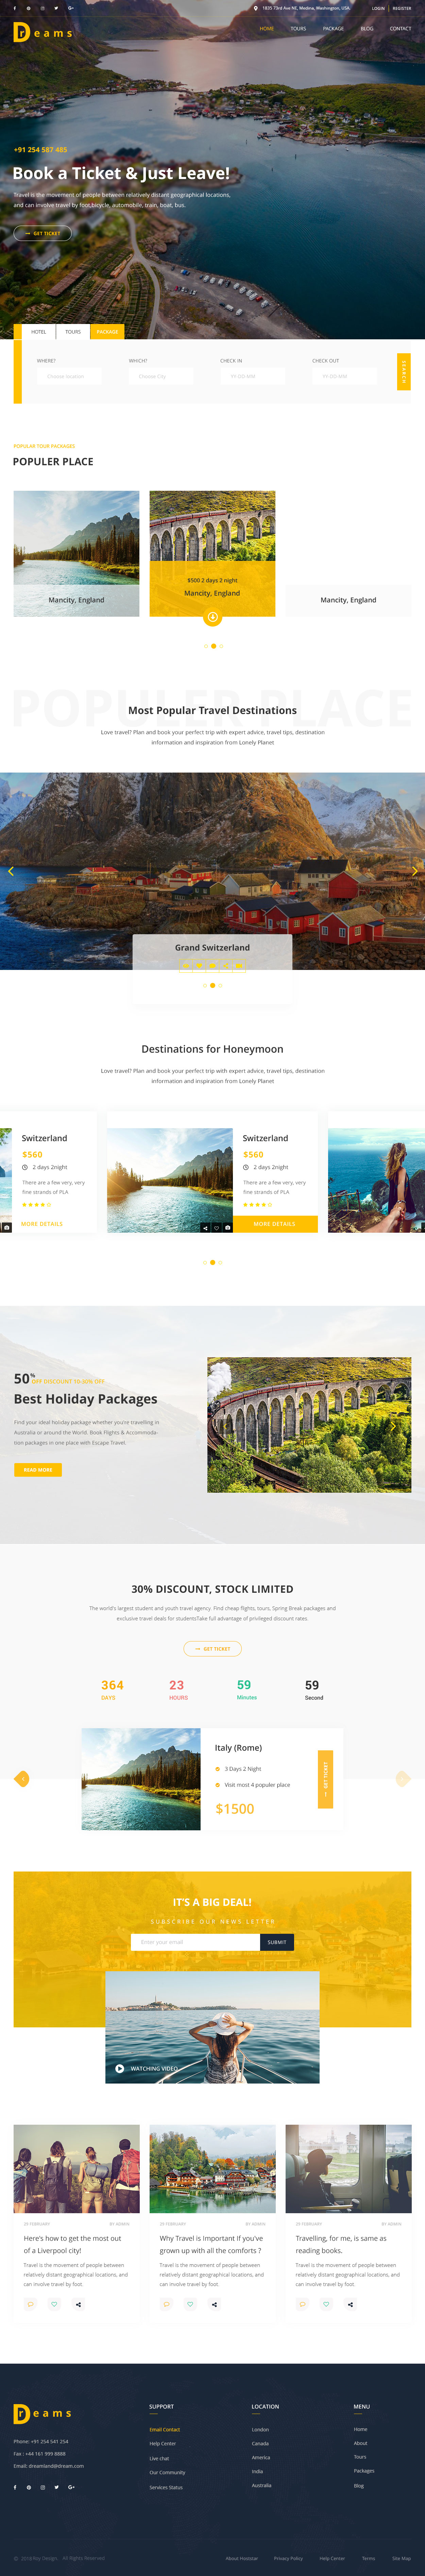 1835 73rd Ave NE, Medina, Washington, USA.
LOGIN
REGISTER
Dreams
HOME
TOURS
PACKAGE
BLOG
CONTACT
+91 254 587 485
Book a Ticket & Just Leave!
Travel is the movement of people between relatively distant geographical locations,
and can involve travel by foot,bicycle, automobile, train, boat, bus.
GET TICKET
HOTEL
TOURS
PACKAGE
WHERE?
WHICH?
CHECK IN
CHECK OUT
Choose location
Choose City
YY-DD-MM
YY-DD-MM
SEARCH
POPULAR TOUR PACKAGES
POPULER PLACE
Mancity, England
$500 2 days 2 night
Mancity, England
Mancity, England
POPULER PLACE
Most Popular Travel Destinations
Love travel? Plan and book your perfect trip with expert advice, travel tips, destination
information and inspiration from Lonely Planet
Grand Switzerland
Destinations for Honeymoon
Love travel? Plan and book your perfect trip with expert advice, travel tips, destination
information and inspiration from Lonely Planet
Switzerland
$560
2 days 2night
There are a few very, very
fine strands of PLA
MORE DETAILS
Switzerland
$560
2 days 2night
There are a few very, very
fine strands of PLA
MORE DETAILS
50%
Best Holiday Packages
Find your ideal holiday package whether you're travelling in
Australia or around the World. Book Flights & Accommoda-
tion packages in one place with Escape Travel.
READ MORE
30% DISCOUNT, STOCK LIMITED
The world's largest student and youth travel agency. Find cheap flights, tours, Spring Break packages and
exclusive travel deals for studentsTake full advantage of privileged discount rates.
GET TICKET
364
DAYS
23
HOURS
59
Minutes
59
Second
Italy (Rome)
3 Days 2 Night
Visit most 4 populer place
$1500
GET TICKET
IT'S A BIG DEAL!
SUBSCRIBE OUR NEWS LETTER
Enter your email
SUBMIT
WATCHING VIDEO
29 FEBRUARY
BY ADMIN
Here's how to get the most out
of a Liverpool city!
Travel is the movement of people between
relatively distant geographical locations, and
can involve travel by foot.
29 FEBRUARY
BY ADMIN
Why Travel is Important If you've
grown up with all the comforts ?
Travel is the movement of people between
relatively distant geographical locations, and
can involve travel by foot.
29 FEBRUARY
BY ADMIN
Travelling, for me, is same as
reading books.
Travel is the movement of people between
relatively distant geographical locations, and
can involve travel by foot.
Dreams
Phone: +91 254 541 254
Fax : +44 161 999 8888
Email: dreamland@dream.com
SUPPORT
Email Contact
Help Center
Live chat
Our Community
Services Status
LOCATION
London
Canada
America
India
Australia
MENU
Home
About
Tours
Packages
Blog
All Rights Reserved
About Hoststar
Privacy Policy
Help Center
Terms
Site Map